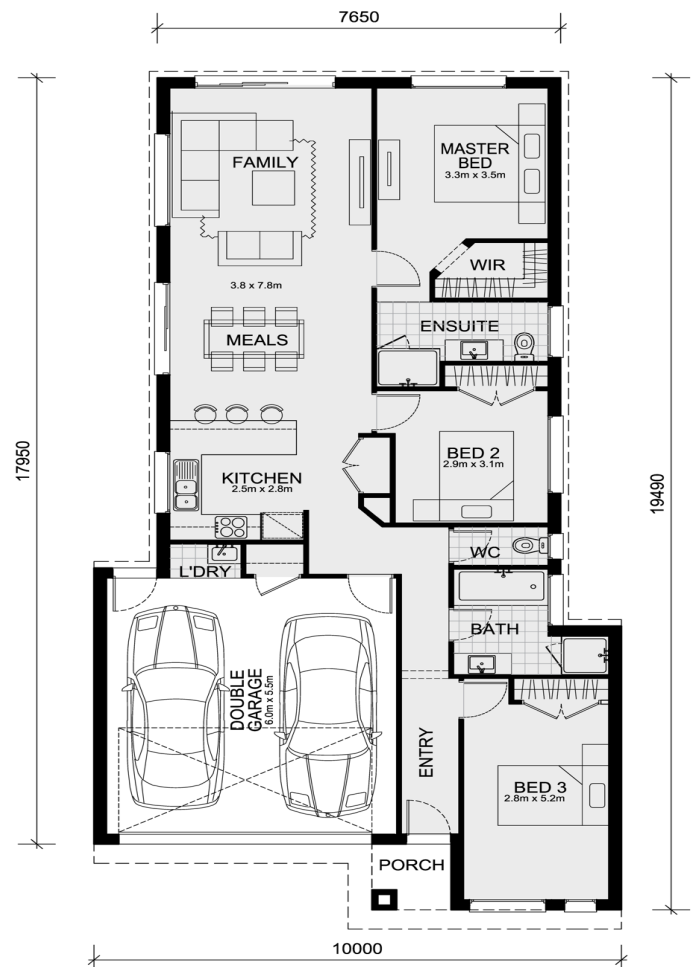 7650
FAMILY
MASTER
BED
3.3m x 3.5m
WIR
3.8 x 7.8m
ENSUITE
MEALS
17950
KITCHEN
2.5m x 2.8m
BED 2
2.9m x 3.1m
19490
WC
L'DRY
BATH
DOUBLE
GARAGE
6.0m x 5.5m
ENTRY
BED 3
2.8m x 5.2m
PORCH
10000